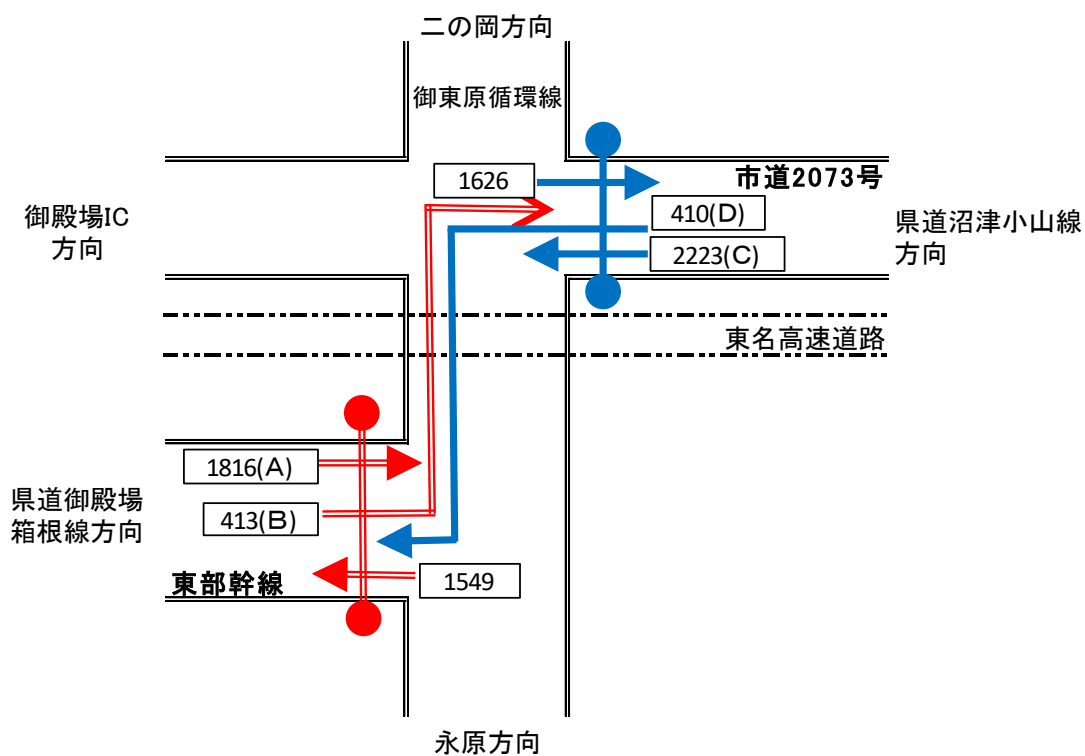 二の岡方向
御東原循環線
1626
市道2073号
410(D)
御殿場IC
方向
県道沼津小山線
方向
2223(C)
東名高速道路
1816(A)
県道御殿場
箱根線方向
413(B)
1549
東部幹線
永原方向